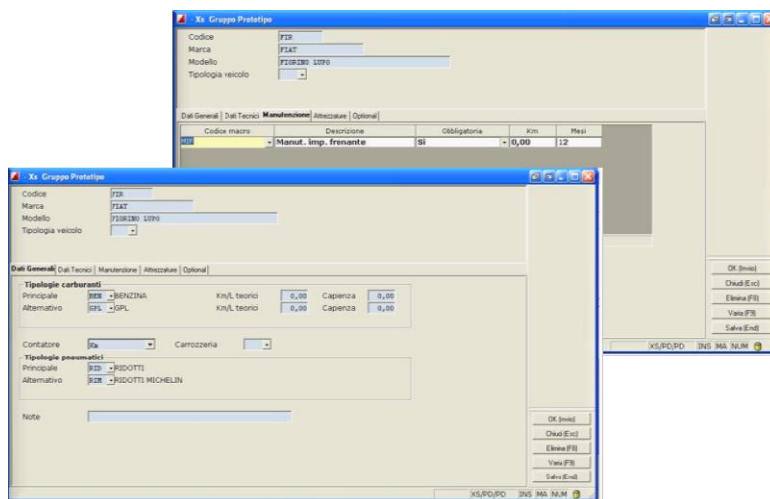 - Xs Gruppo Prototipo
Codice FIR
Marca FIAT
Modello FIORINO LUPO
Tipologia veicolo
Dati Generali Dati Tecnici Manutenzione Attrezzature Optional
Codice macro Descrizione Obbligatoria Km Mesi
Manut. imp. frenante Si 0,00 12
OK (Invio)
Chiudi (Esc)
Elimina (F8)
Varia (F9)
Salva (End)
XS/PD/PD INS MA NUM
- Xs Gruppo Prototipo
Codice FIR
Marca FIAT
Modello FIORINO LUPO
Tipologia veicolo
Dati Generali Dati Tecnici Manutenzione Attrezzature Optional
Tipologie carburanti
Principale BEN BENZINA Km/L teorici 0,00 Capienza 0,00
Alternativo GPL GPL Km/L teorici 0,00 Capienza 0,00
Contatore Km Carrozzeria
Tipologie pneumatici
Principale RID RIDOTTI
Alternativo RIM RIDOTTI MICHELIN
Note
OK (Invio)
Chiudi (Esc)
Elimina (F8)
Varia (F9)
Salva (End)
XS/PD/PD INS MA NUM